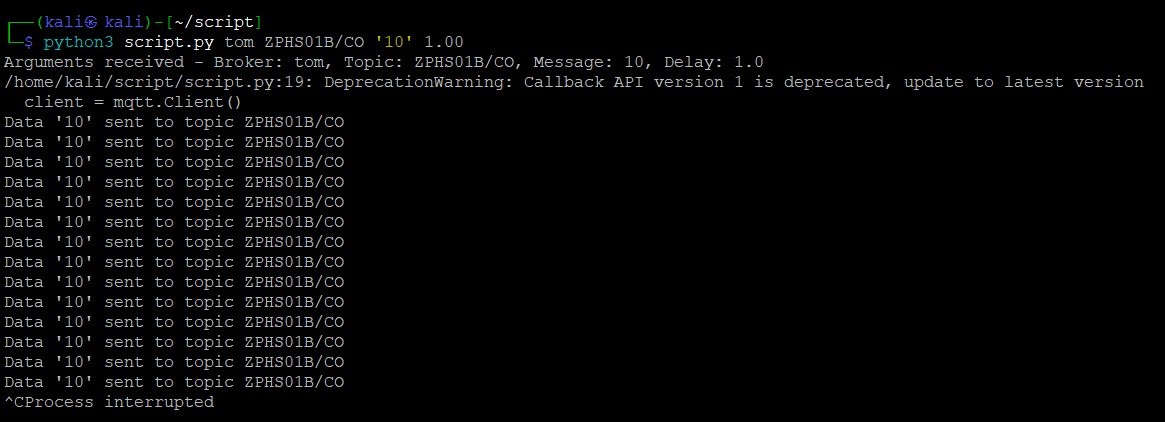 ┌──(kali㉿ kali)-[~/script]
└─$ python3 script.py tom ZPHS01B/CO '10' 1.00
Arguments received - Broker: tom, Topic: ZPHS01B/CO, Message: 10, Delay: 1.0
/home/kali/script/script.py:19: DeprecationWarning: Callback API version 1 is deprecated, update to latest version
  client = mqtt.Client()
Data '10' sent to topic ZPHS01B/CO
Data '10' sent to topic ZPHS01B/CO
Data '10' sent to topic ZPHS01B/CO
Data '10' sent to topic ZPHS01B/CO
Data '10' sent to topic ZPHS01B/CO
Data '10' sent to topic ZPHS01B/CO
Data '10' sent to topic ZPHS01B/CO
Data '10' sent to topic ZPHS01B/CO
Data '10' sent to topic ZPHS01B/CO
Data '10' sent to topic ZPHS01B/CO
Data '10' sent to topic ZPHS01B/CO
Data '10' sent to topic ZPHS01B/CO
Data '10' sent to topic ZPHS01B/CO
Data '10' sent to topic ZPHS01B/CO
^CProcess interrupted